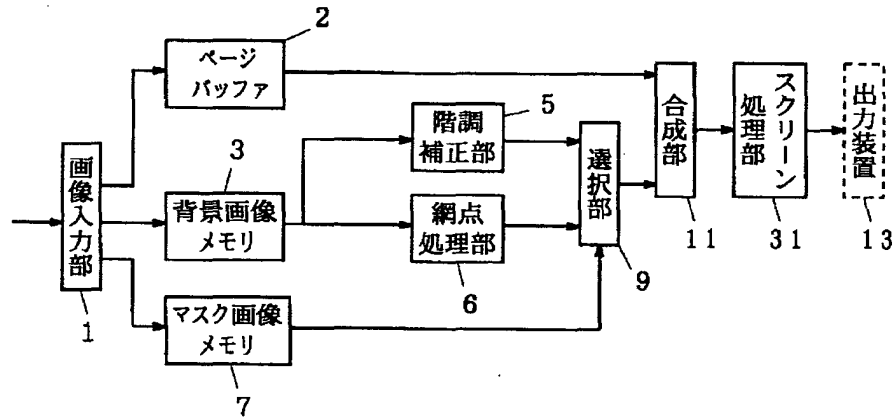 2
ページ
バッファ
階調
補正部
5
3
背景画像
メモリ
網点
処理部
6
マスク画像
メモリ
7
画像入力部
1
選択部
9
合成部
11
スクリーン
処理部
31
出力装置
13